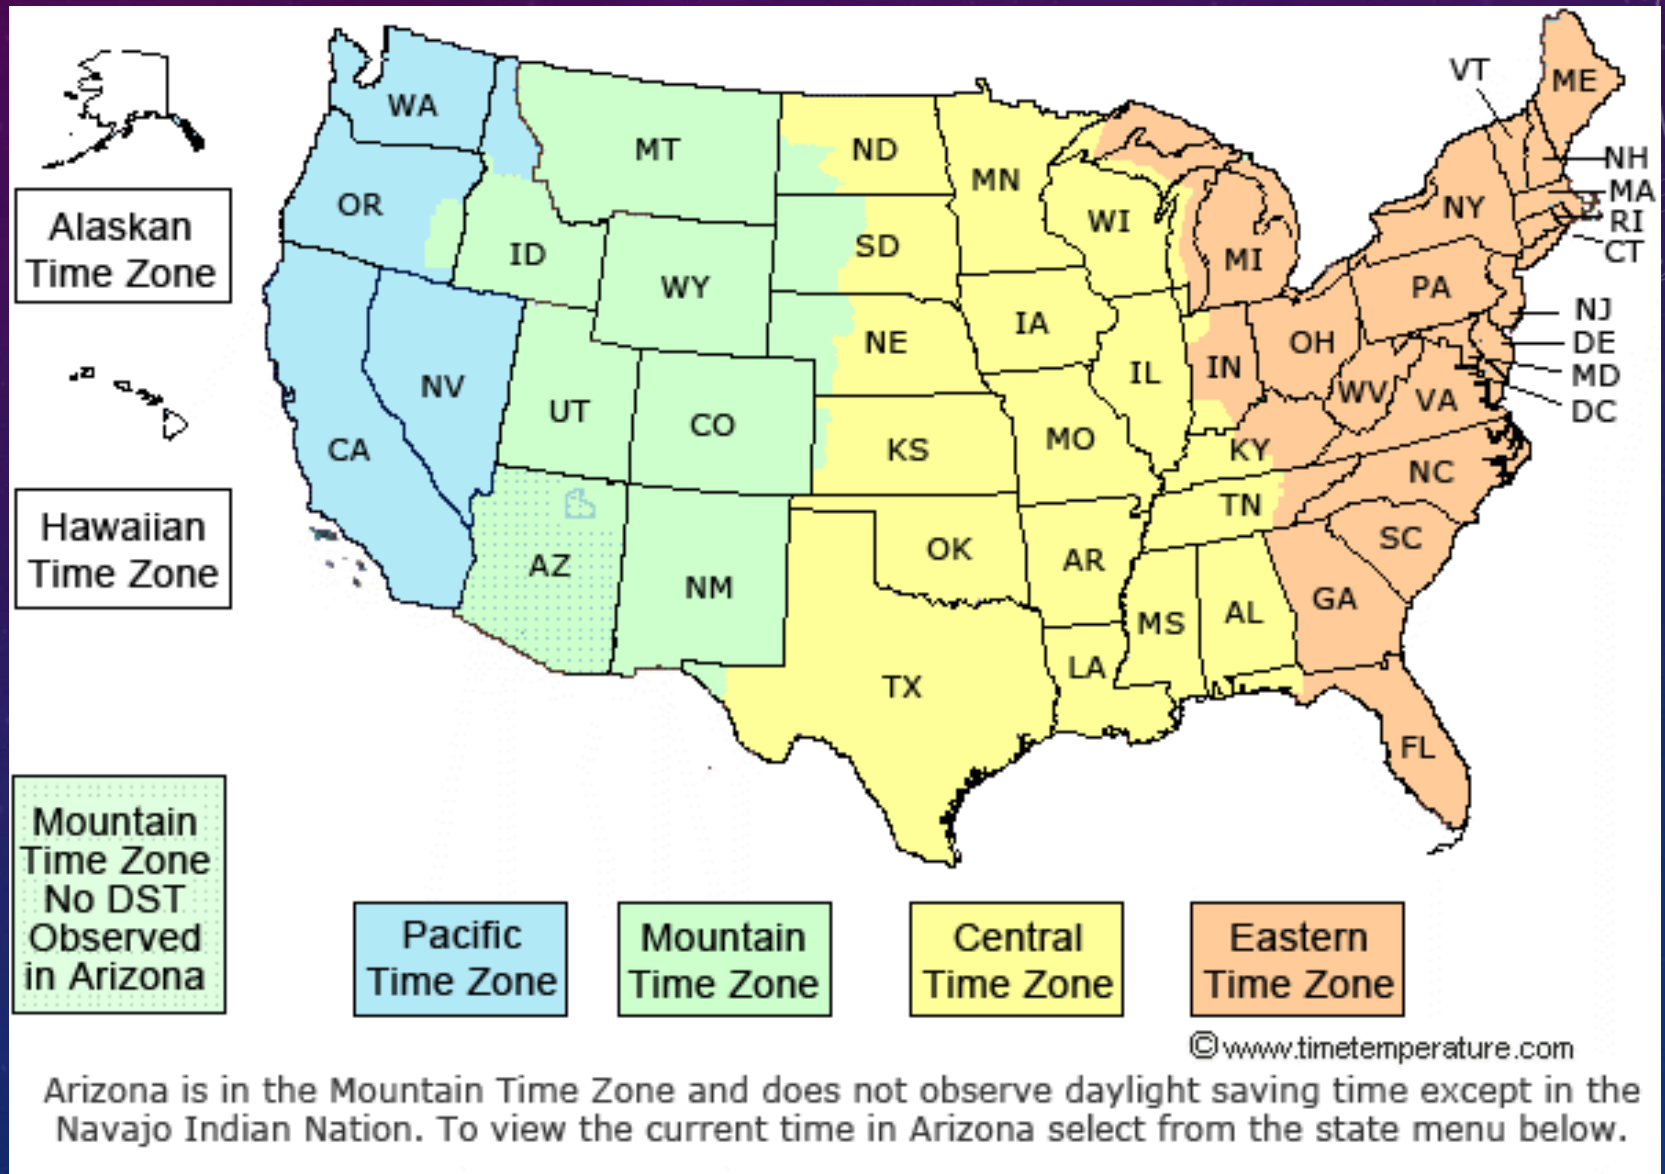 VT
ME
WA
MT
ND
MN
NH
MA
OR
NY
RI
WI
CT
SD
ID
MI
WY
PA
NJ
IA
NE
OH
DE
IN
MD
NV
IL
WV
VA
UT
DC
CO
MO
CA
KS
KY
NC
TN
SC
OK
AR
AZ
NM
GA
MS
AL
LA
TX
FL
Alaskan
Time Zone
Hawaiian
Time Zone
Mountain
Time Zone
No DST
Observed
in Arizona
Pacific
Time Zone
Mountain
Time Zone
Central
Time Zone
Eastern
Time Zone
©www.timetemperature.com
Arizona is in the Mountain Time Zone and does not observe daylight saving time except in the
Navajo Indian Nation. To view the current time in Arizona select from the state menu below.